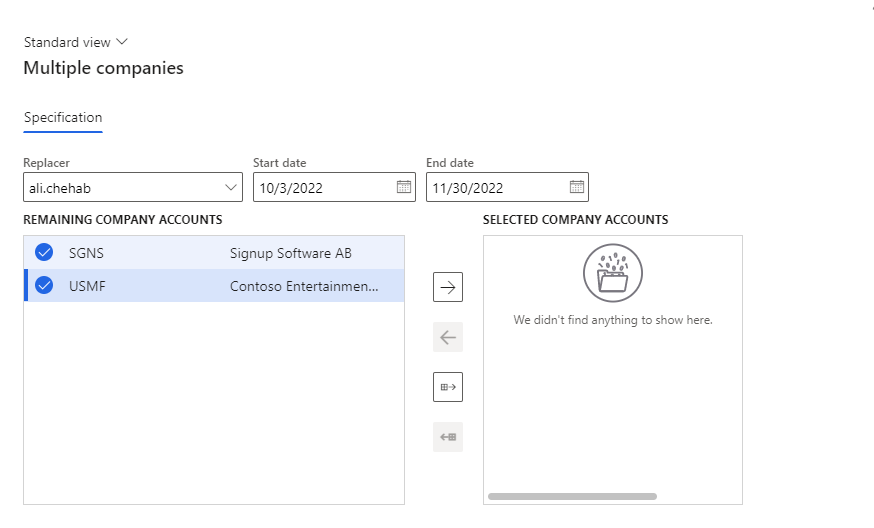 Standard view
Multiple companies
Specification
Replacer Start date End date
ali.chehab 10/3/2022 11/30/2022
REMAINING COMPANY ACCOUNTS SELECTED COMPANY ACCOUNTS
SGNS Signup Software AB
USMF Contoso Entertainmen...
We didn't find anything to show here.